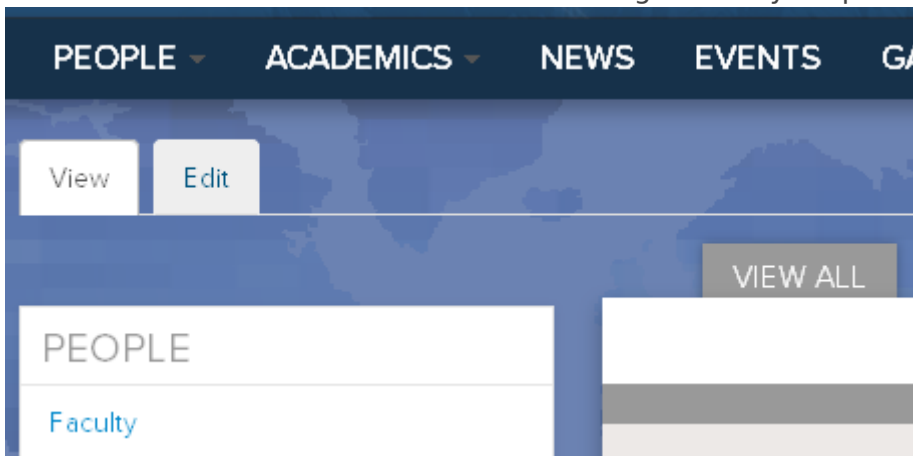 PEOPLE ACADEMICS NEWS EVENTS
View Edit
VIEW ALL
PEOPLE
Faculty